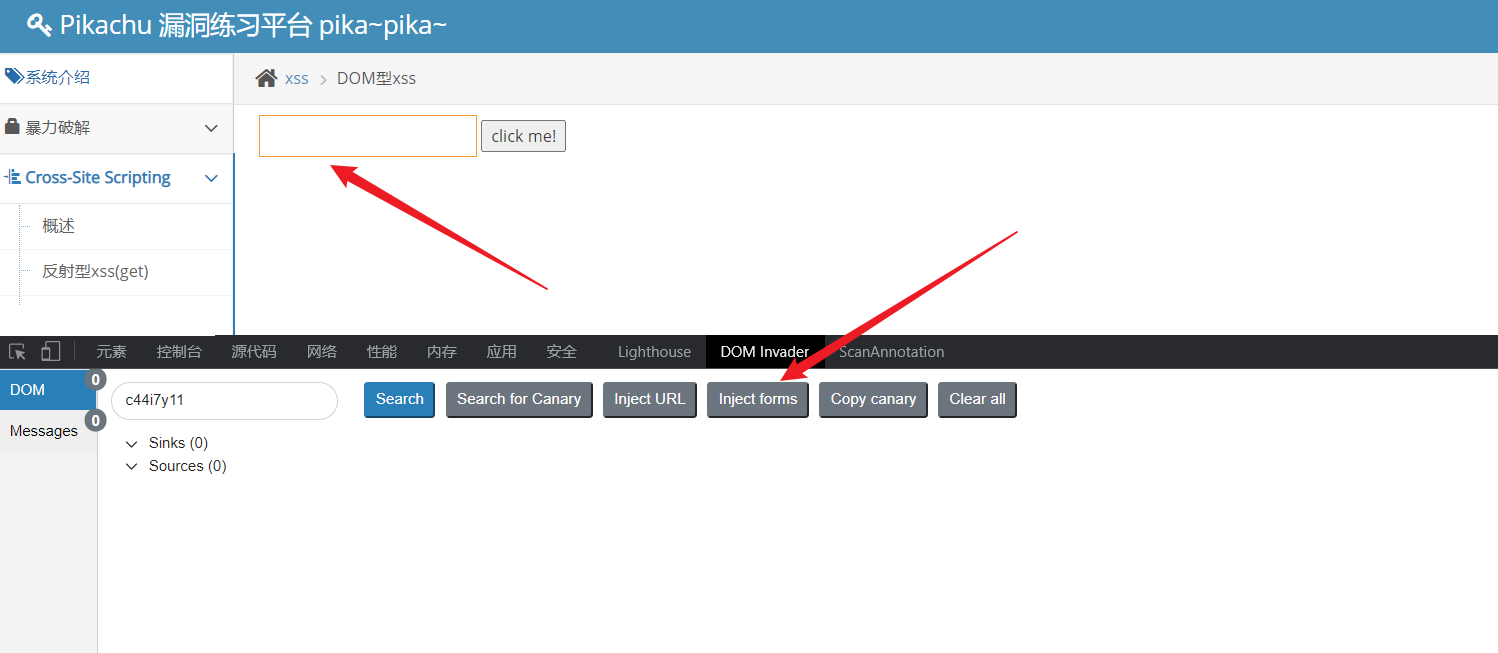 Pikachu 漏洞练习平台 pika~pika~
系统介绍
xss > DOM型xss
暴力破解
click me!
Cross-Site Scripting
概述
反射型xss(get)
元素 控制台 源代码 网络 性能 内存 应用 安全 Lighthouse DOM Invader ScanAnnotation
DOM 0
c44i7y11 Search Search for Canary Inject URL Inject forms Copy canary Clear all
Messages 0
Sinks (0)
Sources (0)